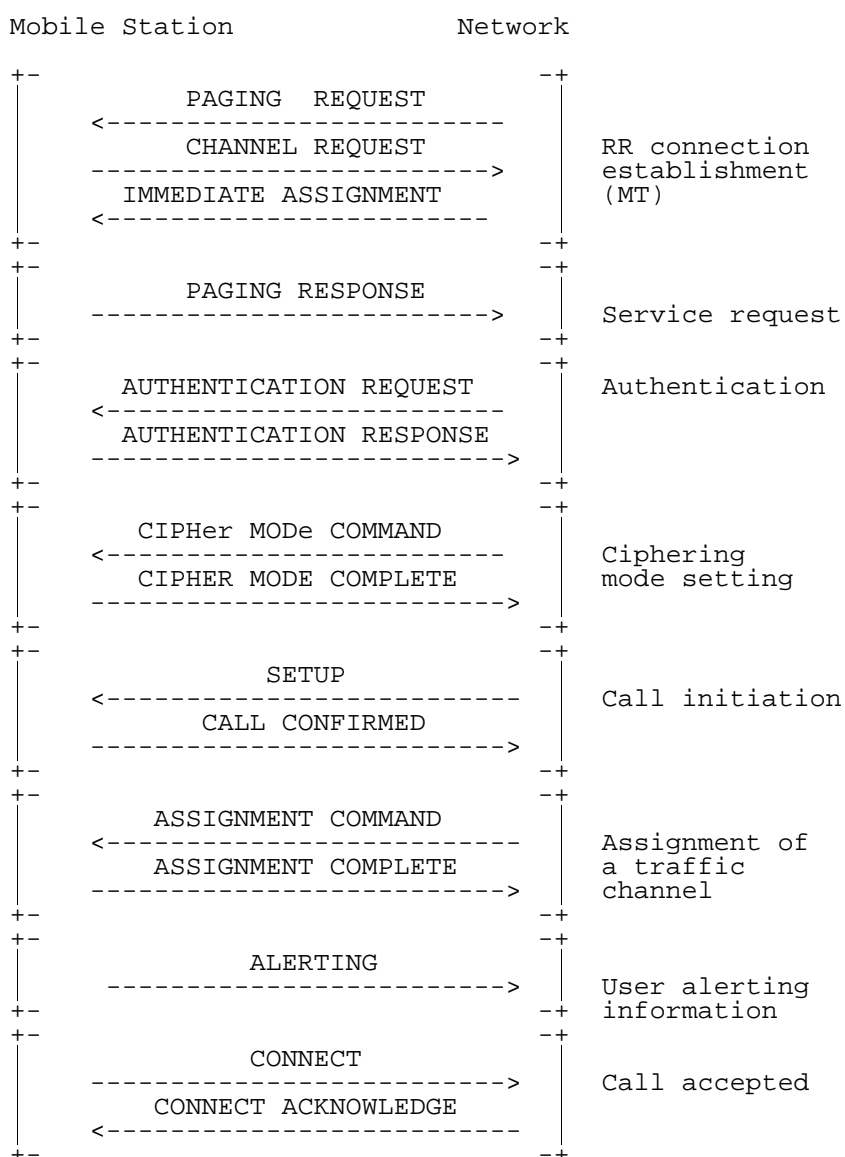 Mobile Station Network
PAGING REQUEST
CHANNEL REQUEST
RR connection
establishment
(MT)
IMMEDIATE ASSIGNMENT
PAGING RESPONSE
Service request
AUTHENTICATION REQUEST
Authentication
AUTHENTICATION RESPONSE
CIPHer MODe COMMAND
Ciphering
mode setting
CIPHER MODE COMPLETE
SETUP
Call initiation
CALL CONFIRMED
ASSIGNMENT COMMAND
Assignment of
a traffic
channel
ASSIGNMENT COMPLETE
ALERTING
User alerting
information
CONNECT
Call accepted
CONNECT ACKNOWLEDGE